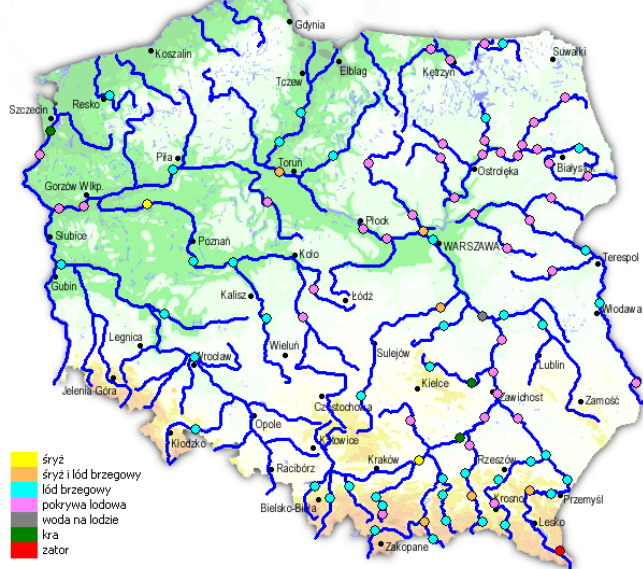 Gdynia
Suwałki
Koszalin
Elbląg
Kętrzyn
Tczew
Resko
Szczecin
Piła
Białystok
Toruń
Ostrołęka
Gorzów Wlkp.
Płock
Słubice
Poznań
WARSZAWA
Koło
Terespol
Gubin
Kalisz
Łódź
Włodawa
Legnica
Wieluń
Sulejów
Wrocław
Lublin
Jelenia Góra
Kielce
Zawichost
Zamość
Częstochowa
Opole
Kłodzko
Katowice
Kraków
Rzeszów
Racibórz
Krosno
Przemyśl
Bielsko-Biała
Lesko
Zakopane
śryż
śryż i lód brzegowy
lód brzegowy
pokrywa lodowa
woda na lodzie
kra
zator